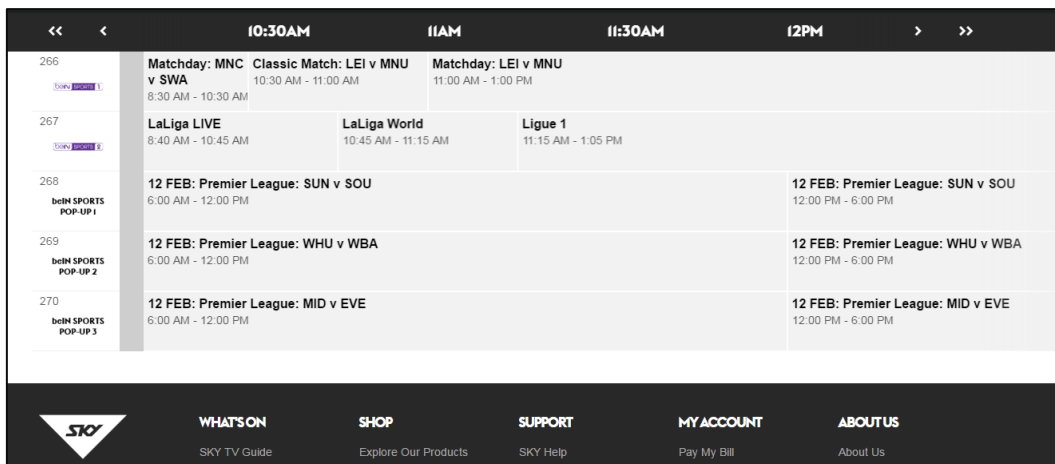 << < 10:30AM 11AM 11:30AM 12PM > >>
266
beIN SPORTS 1
Matchday: MNC v SWA
8:30 AM - 10:30 AM
Classic Match: LEI v MNU
10:30 AM - 11:00 AM
Matchday: LEI v MNU
11:00 AM - 1:00 PM
267
beIN SPORTS 2
LaLiga LIVE
8:40 AM - 10:45 AM
LaLiga World
10:45 AM - 11:15 AM
Ligue 1
11:15 AM - 1:05 PM
268
beIN SPORTS
POP-UP 1
12 FEB: Premier League: SUN v SOU
6:00 AM - 12:00 PM
12 FEB: Premier League: SUN v SOU
12:00 PM - 6:00 PM
269
beIN SPORTS
POP-UP 2
12 FEB: Premier League: WHU v WBA
6:00 AM - 12:00 PM
12 FEB: Premier League: WHU v WBA
12:00 PM - 6:00 PM
270
beIN SPORTS
POP-UP 3
12 FEB: Premier League: MID v EVE
6:00 AM - 12:00 PM
12 FEB: Premier League: MID v EVE
12:00 PM - 6:00 PM
SKY
WHAT'S ON SHOP SUPPORT MY ACCOUNT ABOUT US
SKY TV Guide Explore Our Products SKY Help Pay My Bill About Us